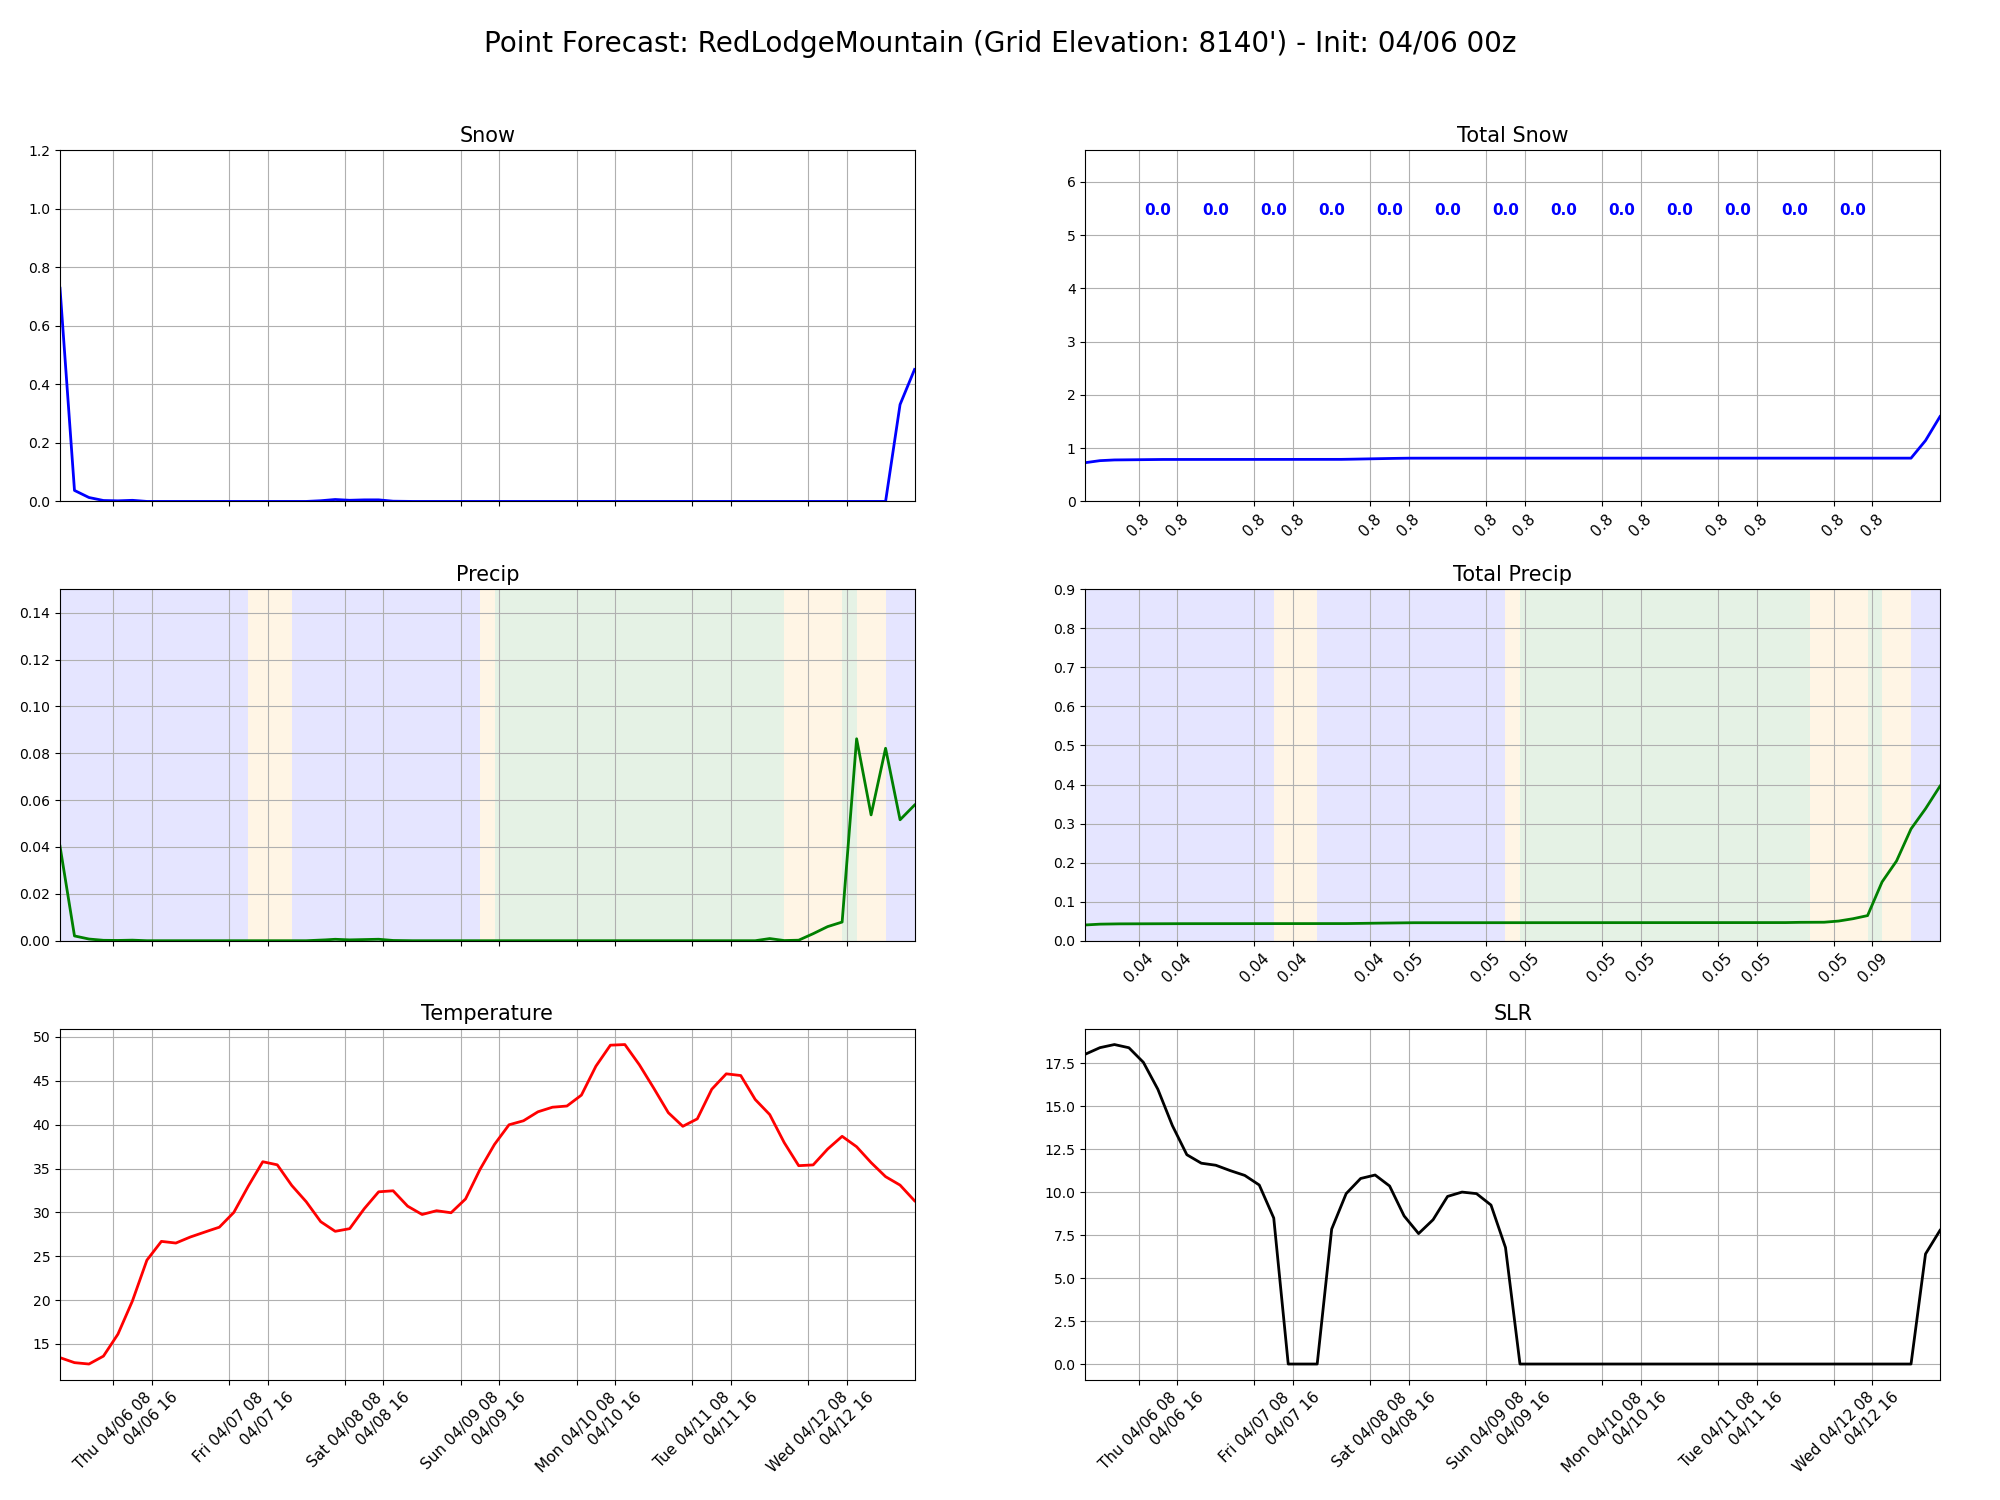 Point Forecast: RedLodgeMountain (Grid Elevation: 8140') - Init: 04/06 00z
Snow
1.2
1.0
0.8
0.6
0.4
0.2
0.0
Total Snow
6
5
4
3
2
1
0
0.0 0.0 0.0 0.0 0.0 0.0 0.0 0.0 0.0 0.0 0.0 0.0 0.0
0.8 0.8 0.8 0.8 0.8 0.8 0.8 0.8 0.8 0.8 0.8 0.8 0.8 0.8
Precip
0.14
0.12
0.10
0.08
0.06
0.04
0.02
0.00
Total Precip
0.9
0.8
0.7
0.6
0.5
0.4
0.3
0.2
0.1
0.0
0.04 0.04 0.04 0.04 0.04 0.05 0.05 0.05 0.05 0.05 0.05 0.05 0.05 0.09
Temperature
50
45
40
35
30
25
20
15
Thu 04/06 08
04/06 16
Fri 04/07 08
04/07 16
Sat 04/08 08
04/08 16
Sun 04/09 08
04/09 16
Mon 04/10 08
04/10 16
Tue 04/11 08
04/11 16
Wed 04/12 08
04/12 16
SLR
17.5
15.0
12.5
10.0
7.5
5.0
2.5
0.0
Thu 04/06 08
04/06 16
Fri 04/07 08
04/07 16
Sat 04/08 08
04/08 16
Sun 04/09 08
04/09 16
Mon 04/10 08
04/10 16
Tue 04/11 08
04/11 16
Wed 04/12 08
04/12 16